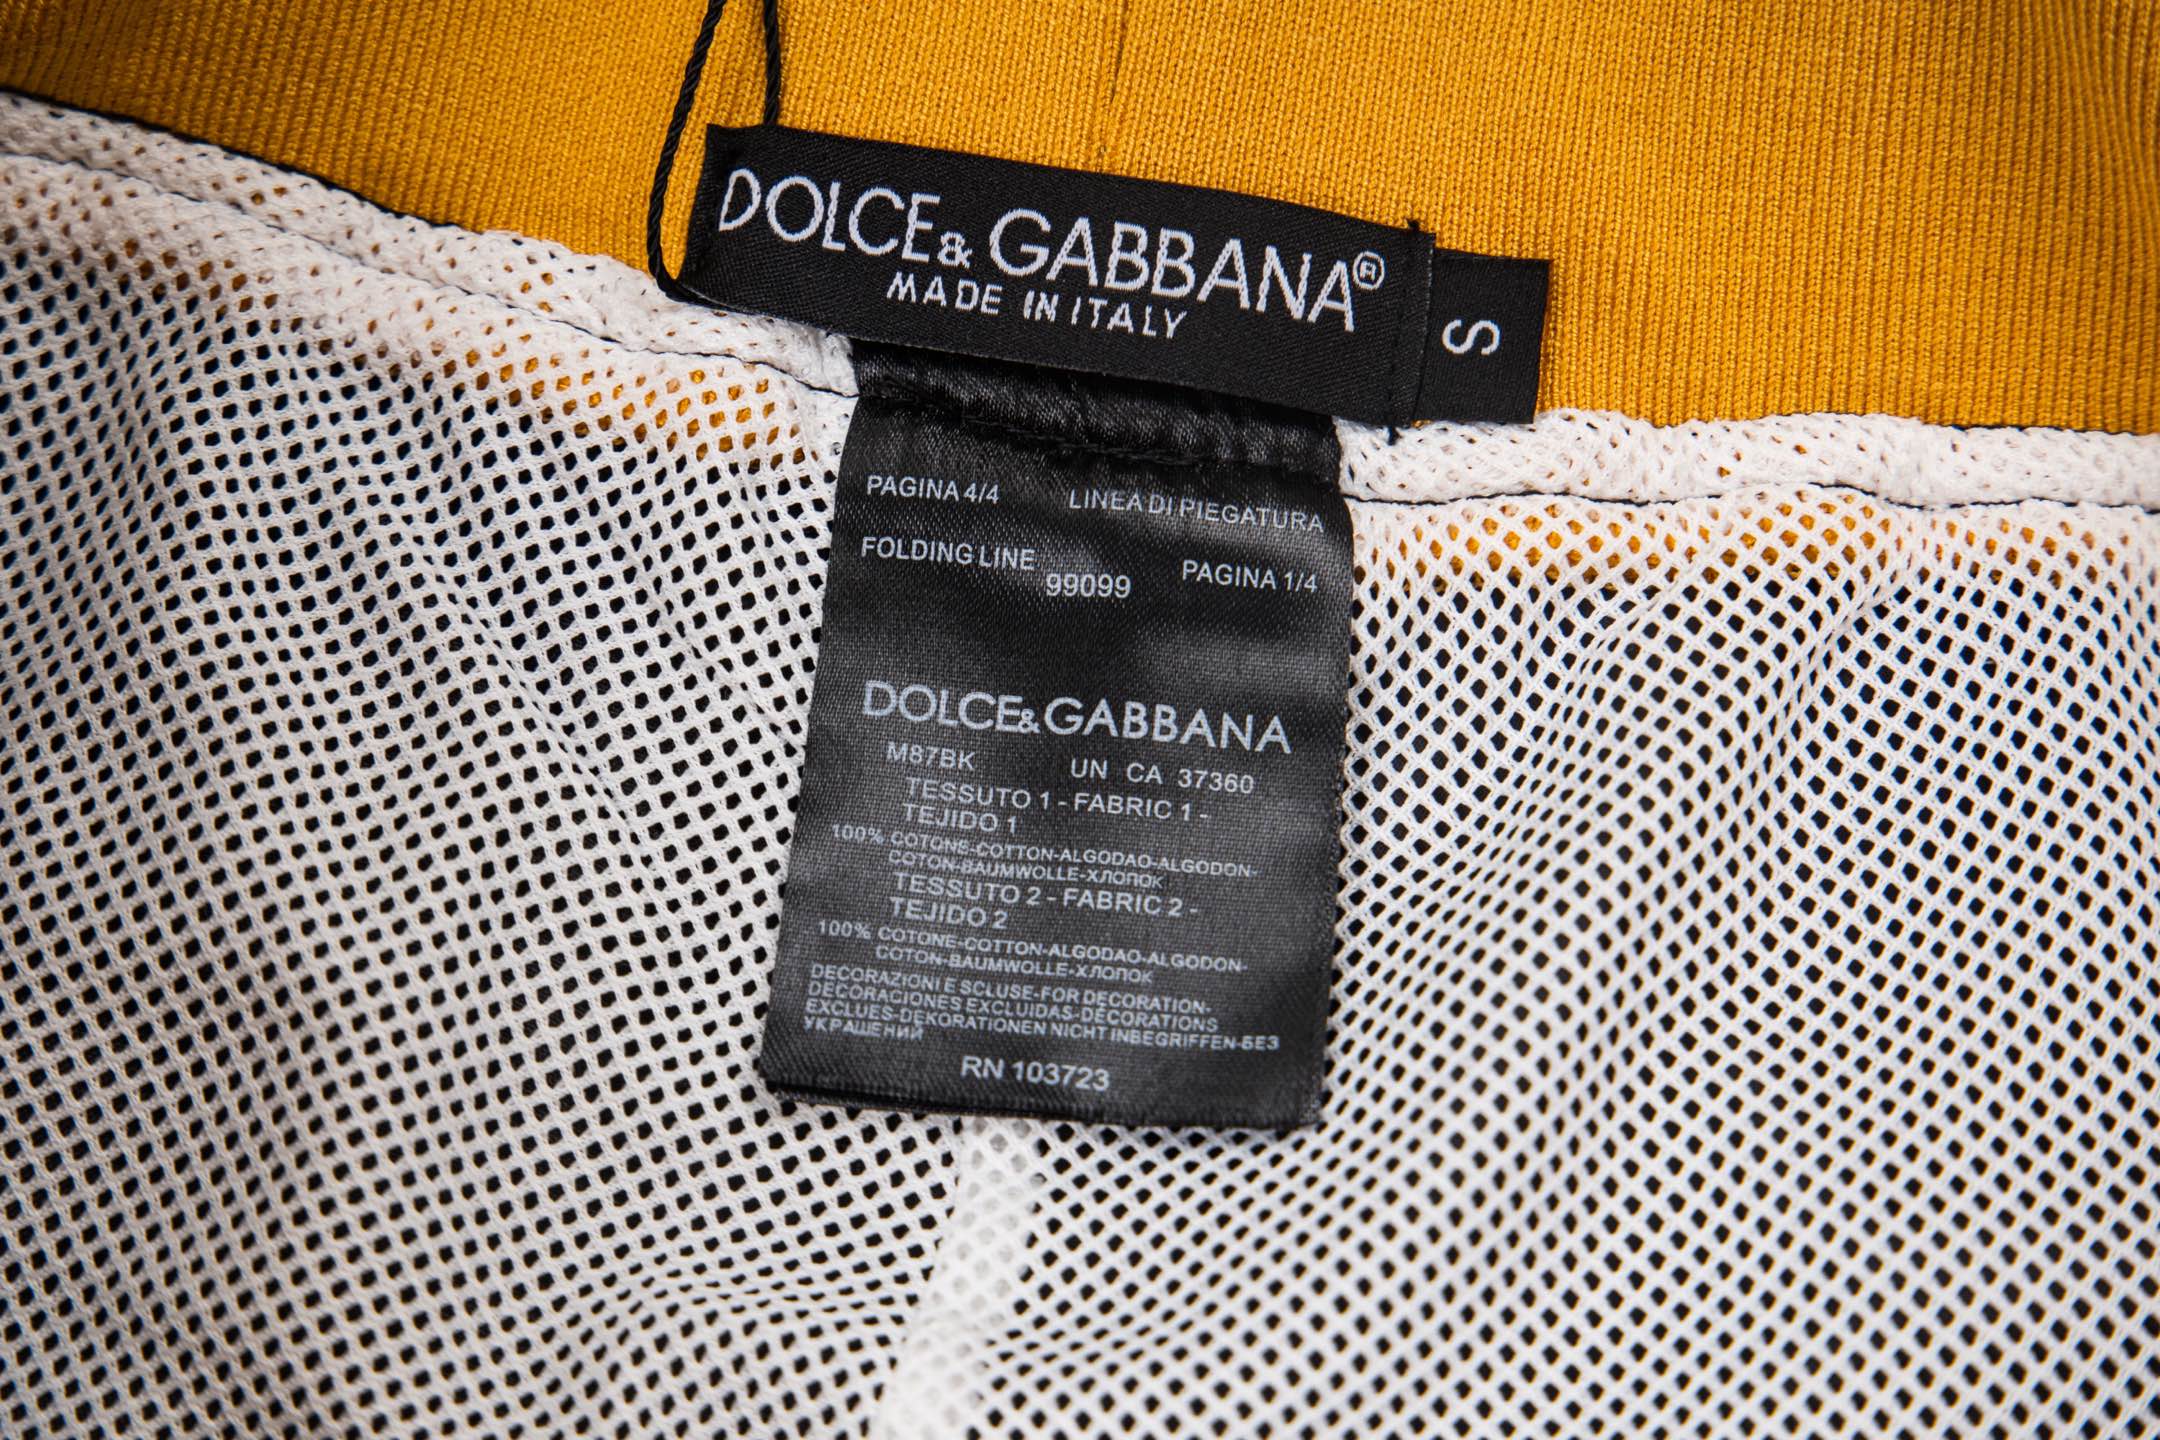 DOLCE&GABBANA®
MADE IN ITALY
S
PAGINA 4/4 LINEA DI PIEGATURA
FOLDING LINE 99099 PAGINA 1/4
DOLCE&GABBANA
M87BK UN CA 37360
TESSUTO 1 - FABRIC 1 -
TEJIDO 1
100% COTONE-COTTON-ALGODAO-ALGODON-
COTON-BAUMWOLLE-ХЛОПОК
TESSUTO 2 - FABRIC 2 -
TEJIDO 2
100% COTONE-COTTON-ALGODAO-ALGODON-
COTON-BAUMWOLLE-ХЛОПОК
DECORAZIONI E SCLUSE-FOR DECORATION-
DECORACIONES EXCLUIDAS-DÉCORATIONS
EXCLUES-DEKORATIONEN NICHT INBEGRIFFEN-БЕЗ
УКРАШЕНИЙ
RN 103723